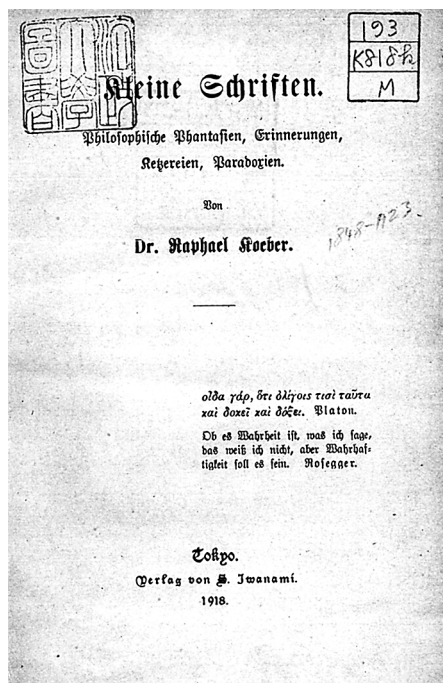 193
K818k
M
Kleine Schriften.
Philosophische Phantasien, Erinnerungen,
Ketzereien, Paradoxien.
Von
Dr. Raphael Koeber.
1848-1923
οἶδα γάρ, ὅτι ὀλίγοις τισὶ ταῦτα
καὶ δοκεῖ καὶ δόξει. Platon.
Ob es Wahrheit ist, was ich sage,
das weiß ich nicht, aber Wahrhaf-
tigkeit soll es sein. Rosegger.
Tokyo.
Verlag von S. Iwanami.
1918.